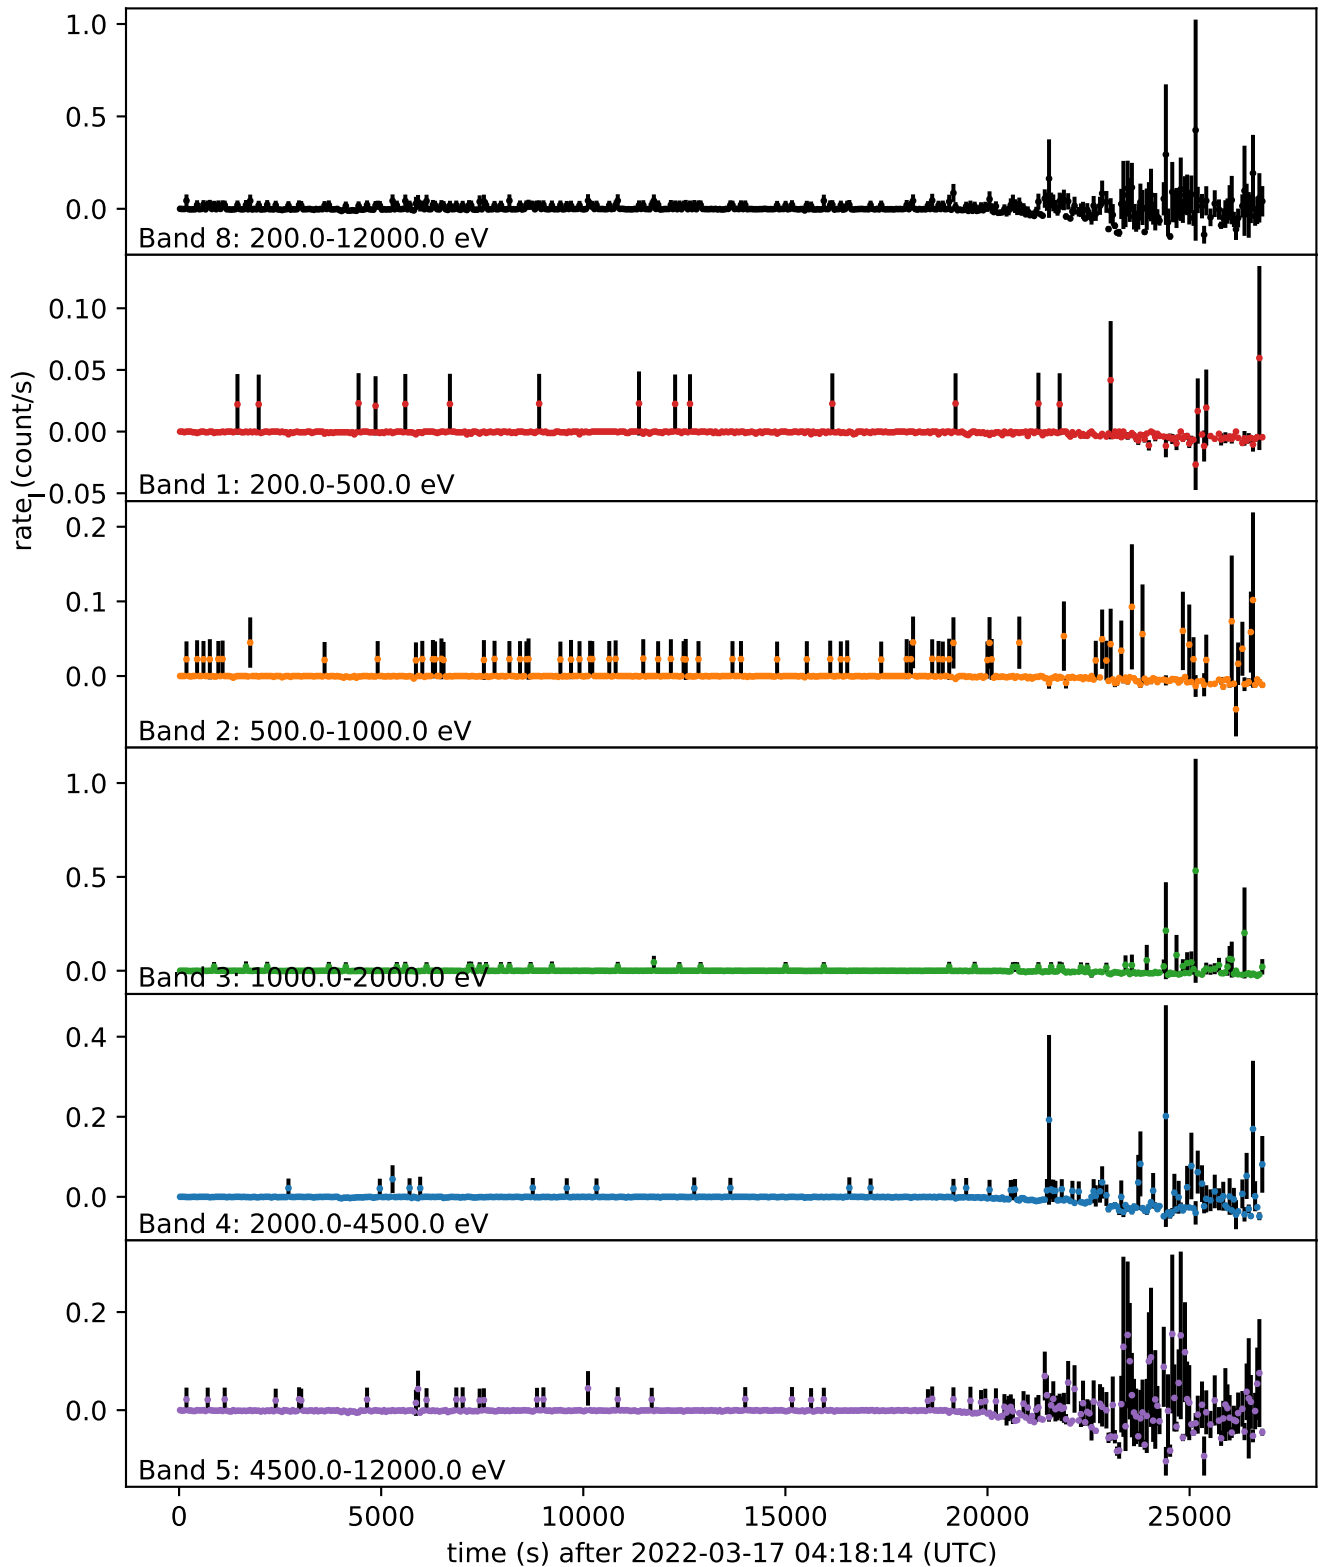 1.0
0.5
0.0
Band 8: 200.0-12000.0 eV
0.10
0.05
0.00
−0.05
Band 1: 200.0-500.0 eV
rate (count/s)
0.2
0.1
0.0
Band 2: 500.0-1000.0 eV
1.0
0.5
0.0
Band 3: 1000.0-2000.0 eV
0.4
0.2
0.0
Band 4: 2000.0-4500.0 eV
0.2
0.0
Band 5: 4500.0-12000.0 eV
0 5000 10000 15000 20000 25000
time (s) after 2022-03-17 04:18:14 (UTC)